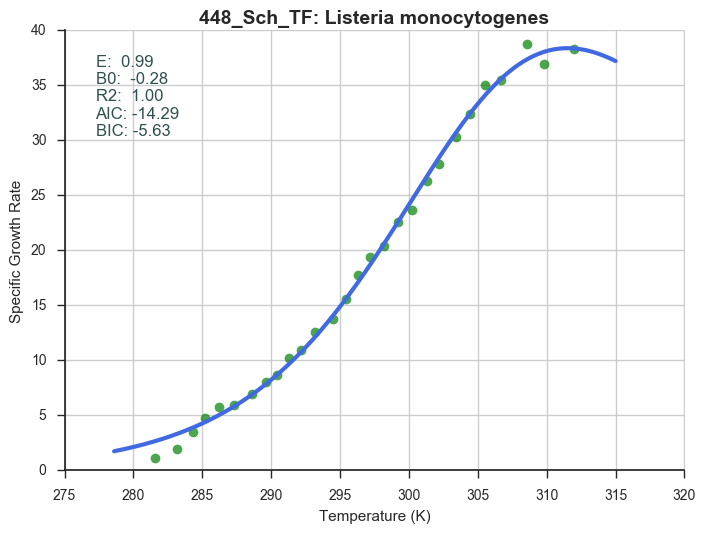 448_Sch_TF: Listeria monocytogenes
E:  0.99
B0:  -0.28
R2:  1.00
AIC: -14.29
BIC: -5.63
Specific Growth Rate
40
35
30
25
20
15
10
5
0
275 280 285 290 295 300 305 310 315 320
Temperature (K)